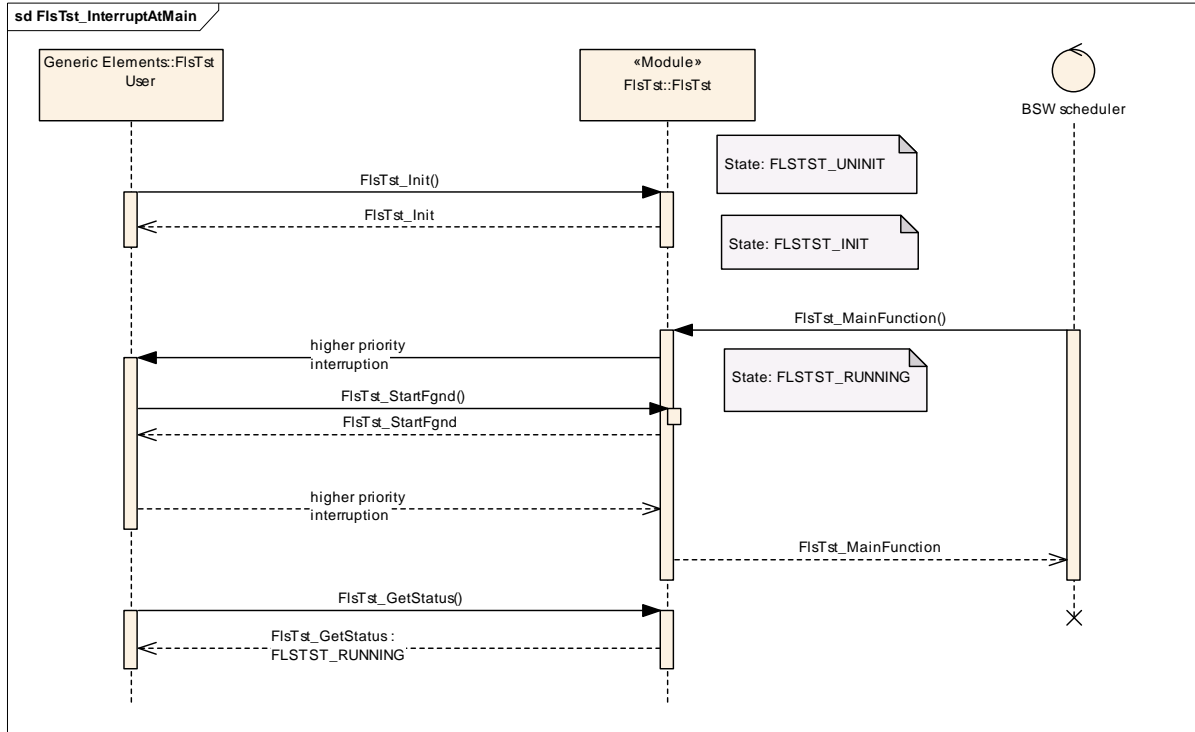 sd FlsTst_InterruptAtMain
Generic Elements::FlsTst
User
«Module»
FlsTst::FlsTst
BSW scheduler
State: FLSTST_UNINIT
FlsTst_Init()
FlsTst_Init
State: FLSTST_INIT
FlsTst_MainFunction()
higher priority
interruption
State: FLSTST_RUNNING
FlsTst_StartFgnd()
FlsTst_StartFgnd
higher priority
interruption
FlsTst_MainFunction
FlsTst_GetStatus()
FlsTst_GetStatus :
FLSTST_RUNNING